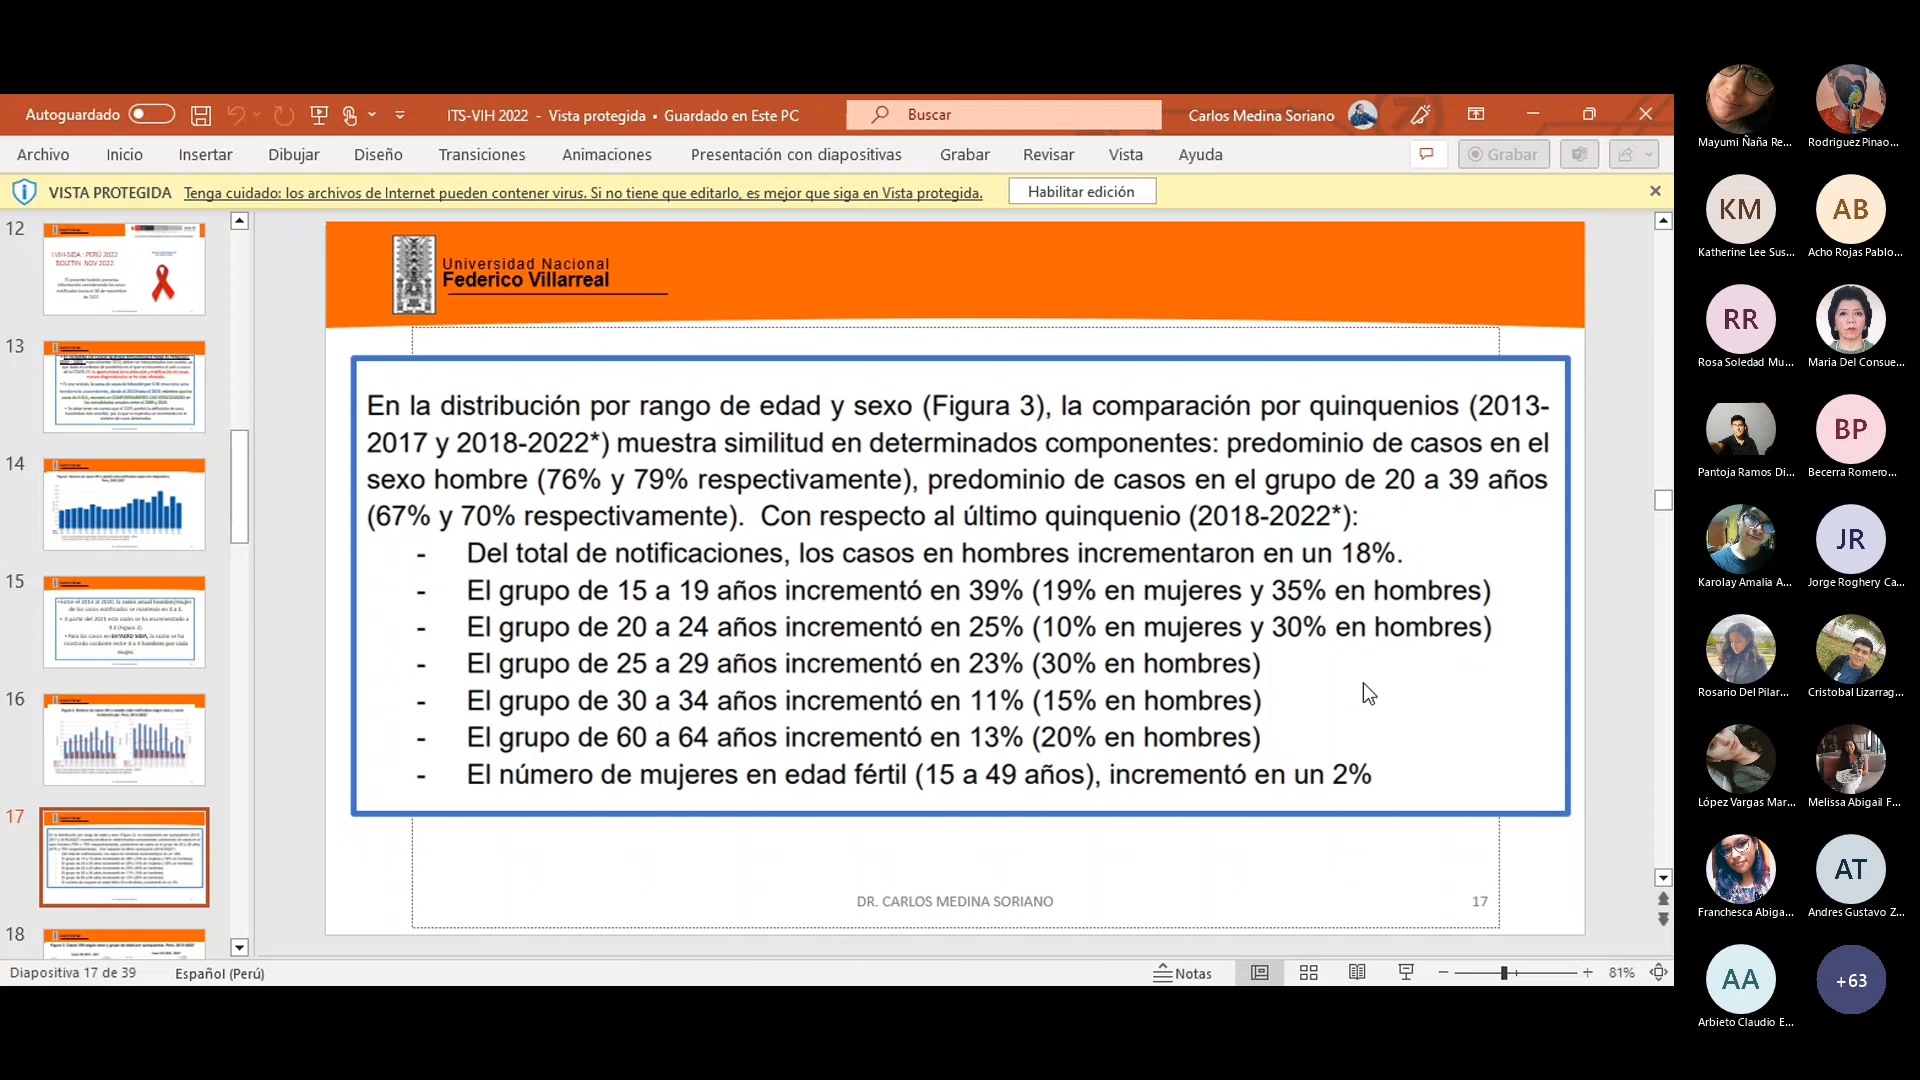 Autoguardado
ITS-VIH 2022 - Vista protegida • Guardado en Este PC
Buscar
Carlos Medina Soriano
Archivo Inicio Insertar Dibujar Diseño Transiciones Animaciones Presentación con diapositivas Grabar Revisar Vista Ayuda
Grabar
VISTA PROTEGIDA Tenga cuidado: los archivos de Internet pueden contener virus. Si no tiene que editarlo, es mejor que siga en Vista protegida.
Habilitar edición
12
VIH-SIDA : PERÚ 2022
BOLETIN NOV 2022
13
14
15
16
17
18
Universidad Nacional
Federico Villarreal
En la distribución por rango de edad y sexo (Figura 3), la comparación por quinquenios (2013-
2017 y 2018-2022*) muestra similitud en determinados componentes: predominio de casos en el
sexo hombre (76% y 79% respectivamente), predominio de casos en el grupo de 20 a 39 años
(67% y 70% respectivamente). Con respecto al último quinquenio (2018-2022*):
- Del total de notificaciones, los casos en hombres incrementaron en un 18%.
- El grupo de 15 a 19 años incrementó en 39% (19% en mujeres y 35% en hombres)
- El grupo de 20 a 24 años incrementó en 25% (10% en mujeres y 30% en hombres)
- El grupo de 25 a 29 años incrementó en 23% (30% en hombres)
- El grupo de 30 a 34 años incrementó en 11% (15% en hombres)
- El grupo de 60 a 64 años incrementó en 13% (20% en hombres)
- El número de mujeres en edad fértil (15 a 49 años), incrementó en un 2%
DR. CARLOS MEDINA SORIANO
17
Diapositiva 17 de 39
Español (Perú)
Notas
81%
Mayumi Ñaña Re...
Rodriguez Pinao...
KM
AB
Katherine Lee Sus...
Acho Rojas Pablo...
RR
Rosa Soledad Mu...
Maria Del Consue...
BP
Pantoja Ramos Di...
Becerra Romero...
JR
Karolay Amalia A...
Jorge Roghery Ca...
Rosario Del Pilar...
Cristobal Lizarrag...
López Vargas Mar...
Melissa Abigail F...
AT
Franchesca Abiga...
Andres Gustavo Z...
AA
+63
Arbieto Claudio E...